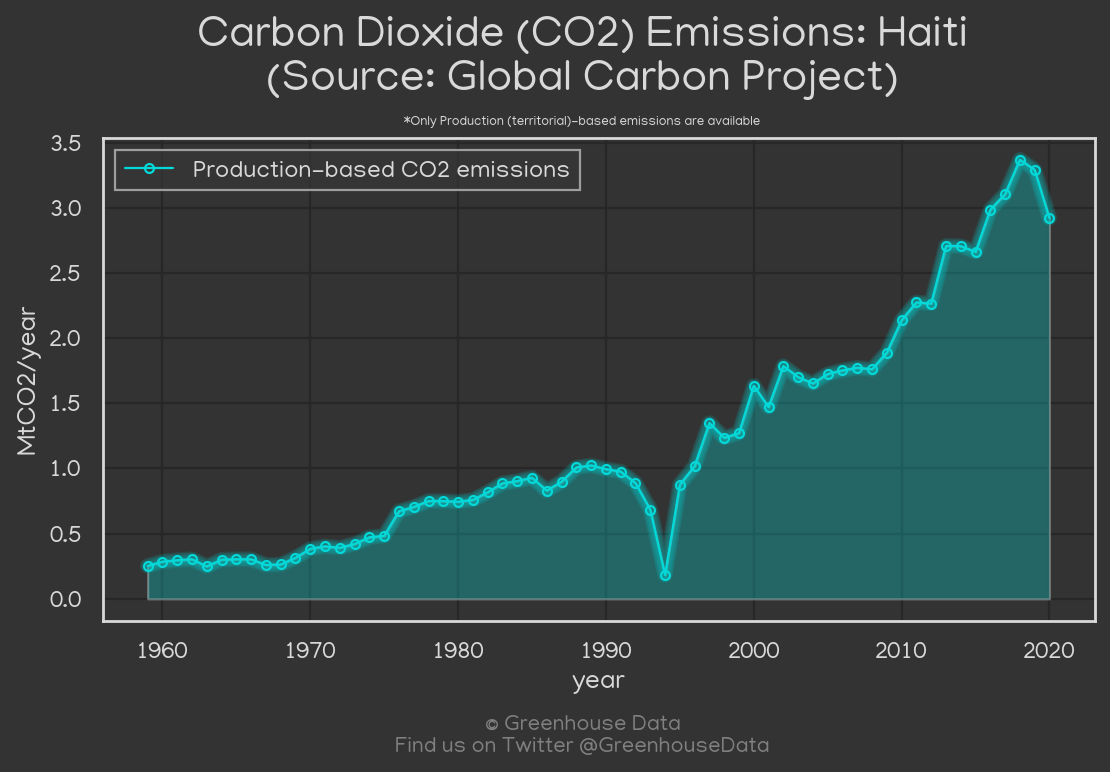 Carbon Dioxide (CO2) Emissions: Haiti
(Source: Global Carbon Project)
*Only Production (territorial)-based emissions are available
Production-based CO2 emissions
3.5
3.0
2.5
2.0
1.5
1.0
0.5
0.0
MtCO2/year
1960 1970 1980 1990 2000 2010 2020
year
© Greenhouse Data
Find us on Twitter @GreenhouseData